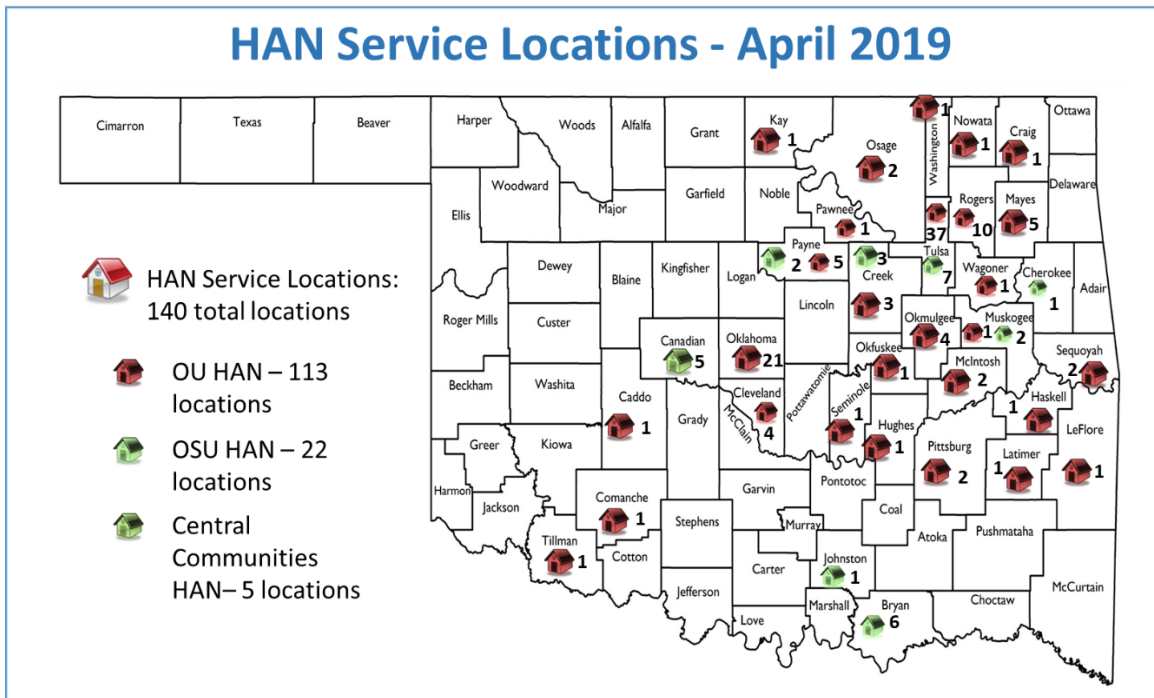 HAN Service Locations - April 2019
HAN Service Locations:
140 total locations
OU HAN – 113
locations
OSU HAN – 22
locations
Central
Communities
HAN– 5 locations
Cimarron
Texas
Beaver
Harper
Woods
Alfalfa
Grant
Kay
1
Osage
2
Washington
1
Nowata
1
Craig
1
Ottawa
Woodward
Ellis
Major
Garfield
Noble
Pawnee
1
37
Rogers
10
Mayes
5
Delaware
Dewey
Blaine
Kingfisher
Logan
Payne
2
5
3
Creek
3
Tulsa
7
Wagoner
1
Cherokee
1
Adair
Roger Mills
Custer
Canadian
5
Oklahoma
21
Lincoln
Okmulgee
4
Muskogee
1
2
Okfuskee
1
McIntosh
2
Sequoyah
2
Beckham
Washita
Caddo
1
Grady
McClain
Cleveland
4
Pottawatomie
Seminole
1
Hughes
1
Haskell
1
Pittsburg
2
Latimer
1
LeFlore
1
Greer
Kiowa
Harmon
Jackson
Comanche
1
Tillman
1
Cotton
Stephens
Garvin
Murray
Pontotoc
Coal
Atoka
Pushmataha
Carter
Johnston
1
Jefferson
Love
Marshall
Bryan
6
Choctaw
McCurtain